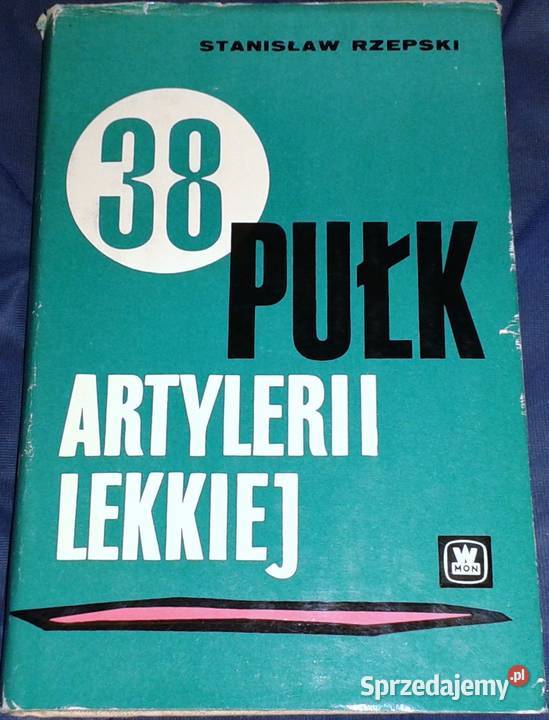 STANISŁAW RZEPSKI
38
PUŁK
ARTYLERII
LEKKIEJ
W
MON
Sprzedajemy.pl